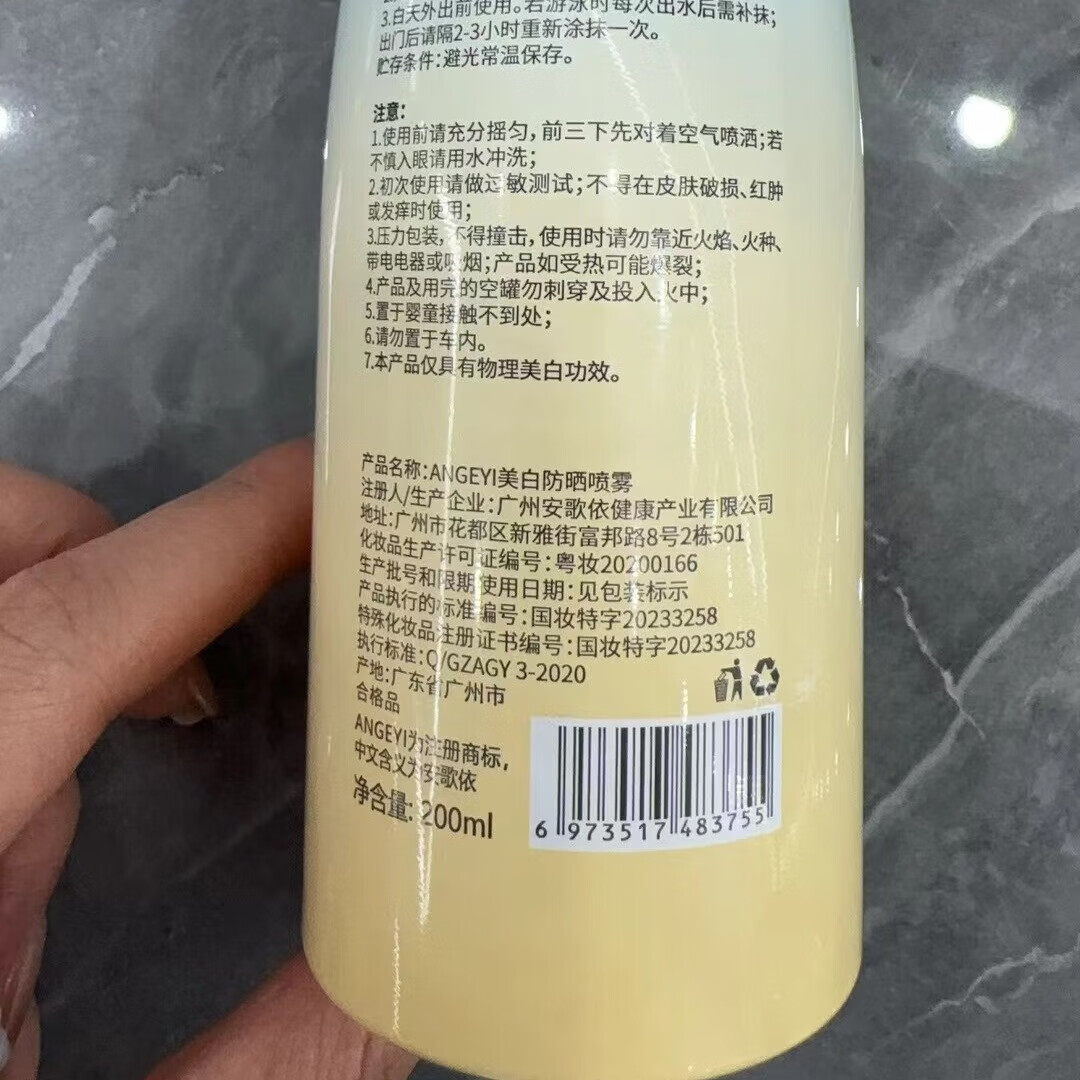 3.白天外出前使用。若游泳时每次出水后需补抹;
出门后请隔2-3小时重新涂抹一次。
贮存条件:避光常温保存。
注意:
1.使用前请充分摇匀,前三下先对着空气喷洒;若
不慎入眼请用水冲洗;
2.初次使用请做过敏测试;不得在皮肤破损、红肿
或发痒时使用;
3.压力包装,不得撞击,使用时请勿靠近火焰、火种、
带电电器或吸烟;产品如受热可能爆裂;
4.产品及用完的空罐勿刺穿及投入火中;
5.置于婴童接触不到处;
6.请勿置于车内。
7.本产品仅具有物理美白功效。
产品名称:ANGEYI美白防晒喷雾
注册人/生产企业:广州安歌依健康产业有限公司
地址:广州市花都区新雅街富邦路8号2栋501
化妆品生产许可证编号:粤妆20200166
生产批号和限期使用日期:见包装标示
产品执行的标准编号:国妆特字20233258
特殊化妆品注册证书编号:国妆特字20233258
执行标准:Q/GZAGY 3-2020
产地:广东省广州市
合格品
ANGEYI为注册商标,
中文含义为安歌依
净含量: 200ml
6 973517 483755